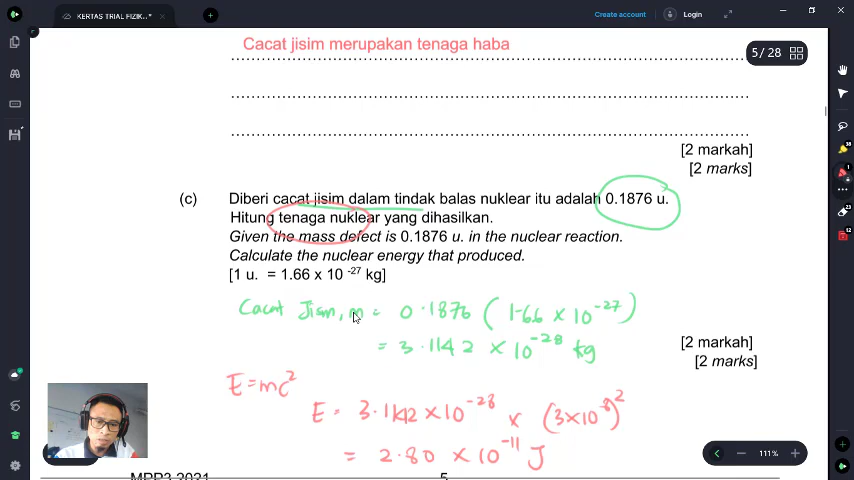 KERTAS TRIAL FIZIK...*
Create account
Login
5 / 28
Cacat jisim merupakan tenaga haba
[2 markah]
[2 marks]
(c) Diberi cacat jisim dalam tindak balas nuklear itu adalah 0.1876 u.
Hitung tenaga nuklear yang dihasilkan.
Given the mass defect is 0.1876 u. in the nuclear reaction.
Calculate the nuclear energy that produced.
[1 u. = 1.66 x 10 -27 kg]
Cacat Jisim, m = 0.1876 (1.66 x 10^-27)
= 3.1142 x 10^-28 kg
[2 markah]
[2 marks]
E = mc^2
E = 3.1142 x 10^-28 x (3x10^8)^2
= 2.80 x 10^-11 J
111%
MPP3 2021
5